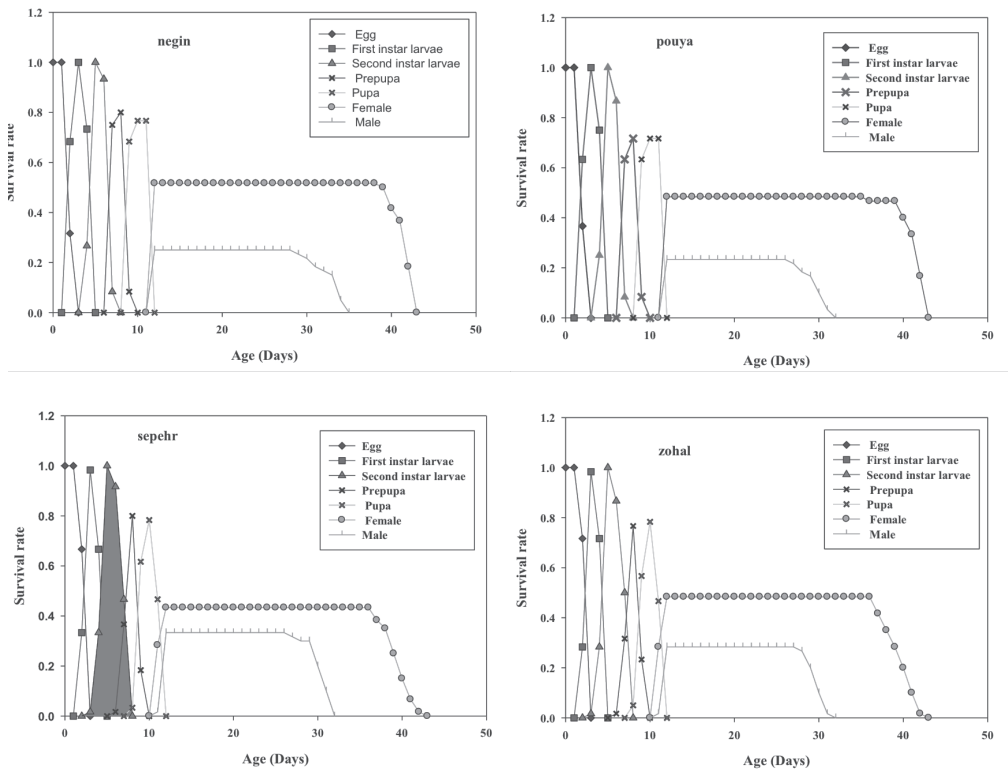 negin
Egg
First instar larvae
Second instar larvae
Prepupa
Pupa
Female
Male
Survival rate
1.2
1.0
0.8
0.6
0.4
0.2
0.0
0 10 20 30 40 50
Age (Days)
pouya
Egg
First instar larvae
Second instar larvae
Prepupa
Pupa
Female
Male
Survival rate
1.2
1.0
0.8
0.6
0.4
0.2
0.0
0 10 20 30 40 50
Age (Days)
sepehr
Egg
First instar larvae
Second instar larvae
Prepupa
Pupa
Female
Male
Survival rate
1.2
1.0
0.8
0.6
0.4
0.2
0.0
0 10 20 30 40 50
Age (Days)
zohal
Egg
First instar larvae
Second instar larvae
Prepupa
Pupa
Female
Male
Survival rate
1.2
1.0
0.8
0.6
0.4
0.2
0.0
0 10 20 30 40 50
Age (Days)